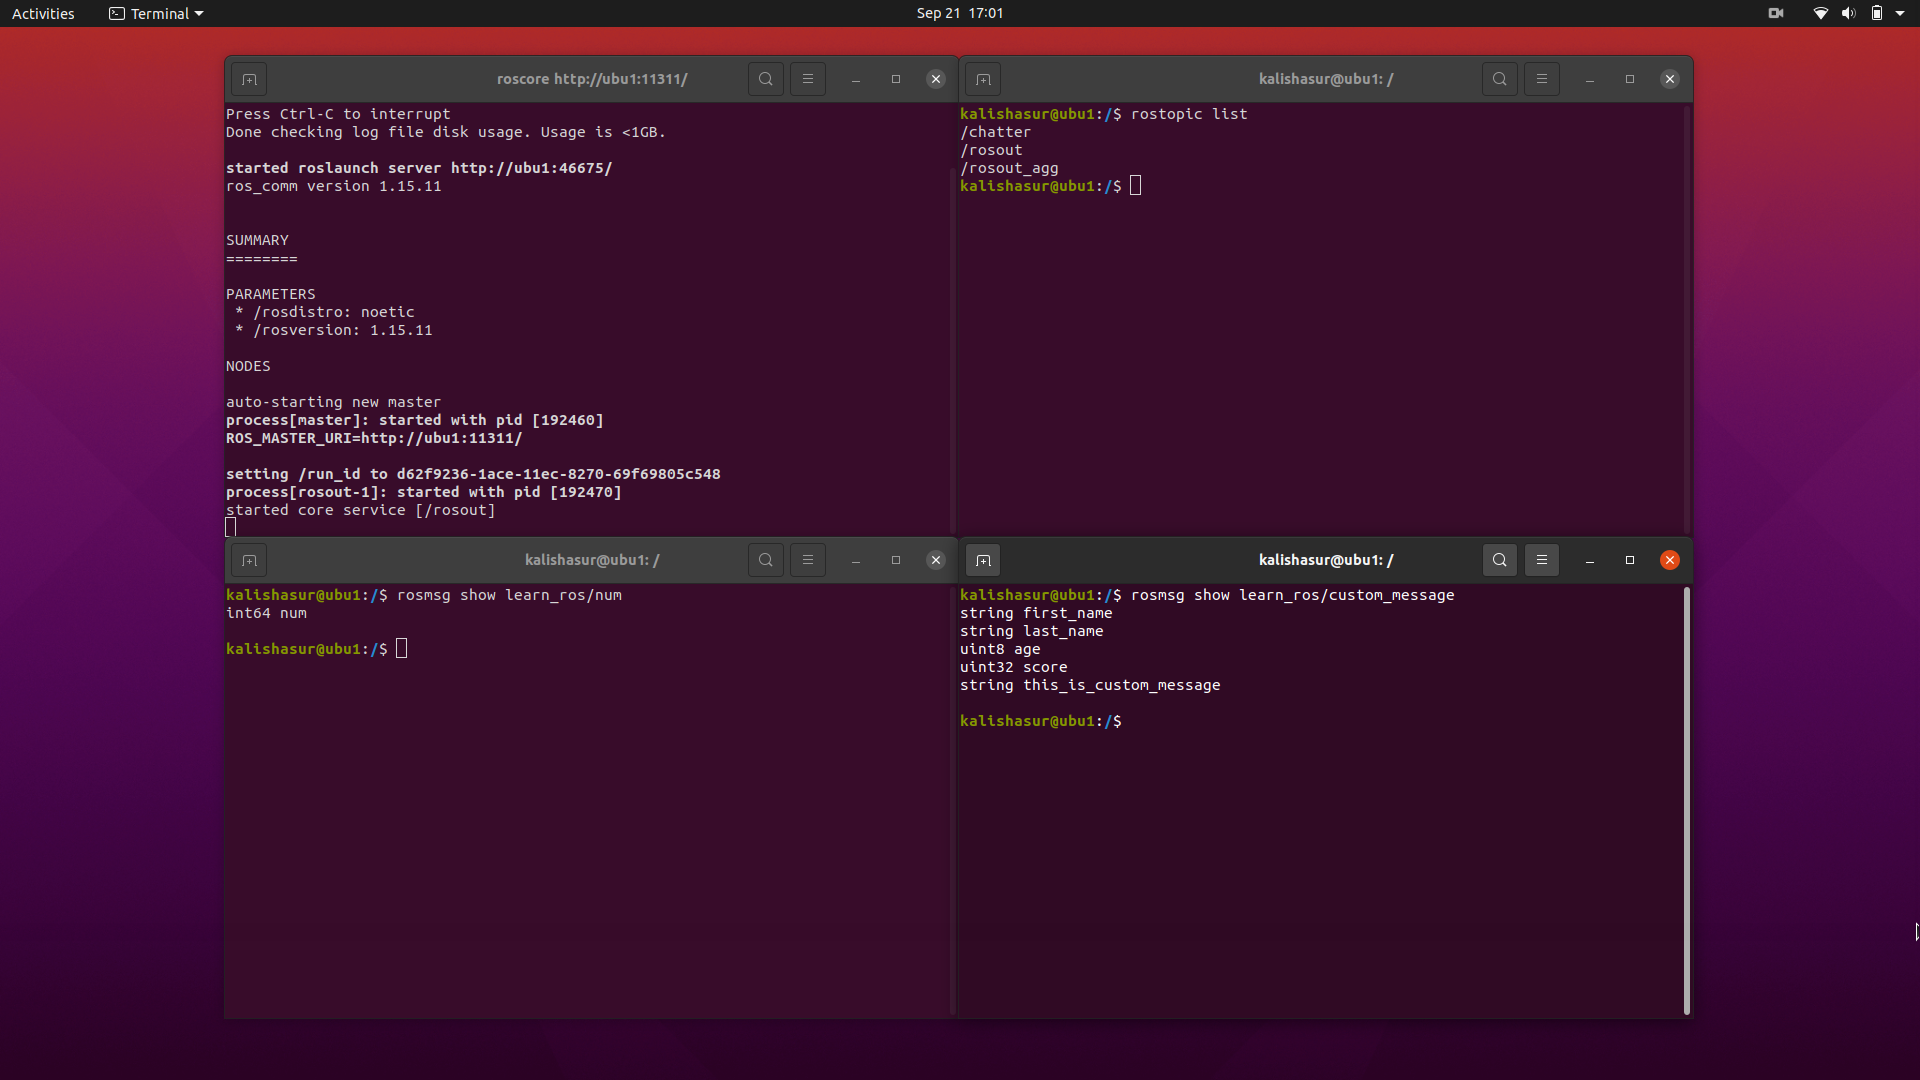 Activities
Terminal
Sep 21 17:01
roscore http://ubu1:11311/
Press Ctrl-C to interrupt
Done checking log file disk usage. Usage is <1GB.
started roslaunch server http://ubu1:46675/
ros_comm version 1.15.11
SUMMARY
========
PARAMETERS
* /rosdistro: noetic
* /rosversion: 1.15.11
NODES
auto-starting new master
process[master]: started with pid [192460]
ROS_MASTER_URI=http://ubu1:11311/
setting /run_id to d62f9236-1ace-11ec-8270-69f69805c548
process[rosout-1]: started with pid [192470]
started core service [/rosout]
kalishasur@ubu1: /
kalishasur@ubu1:/$ rostopic list
/chatter
/rosout
/rosout_agg
kalishasur@ubu1:/$
kalishasur@ubu1: /
kalishasur@ubu1:/$ rosmsg show learn_ros/num
int64 num
kalishasur@ubu1:/$
kalishasur@ubu1: /
kalishasur@ubu1:/$ rosmsg show learn_ros/custom_message
string first_name
string last_name
uint8 age
uint32 score
string this_is_custom_message
kalishasur@ubu1:/$